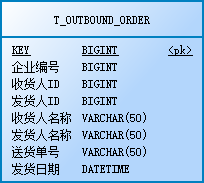 T_OUTBOUND_ORDER
KEY BIGINT <pk>
企业编号 BIGINT
收货人ID BIGINT
发货人ID BIGINT
收货人名称 VARCHAR(50)
发货人名称 VARCHAR(50)
送货单号 VARCHAR(50)
发货日期 DATETIME